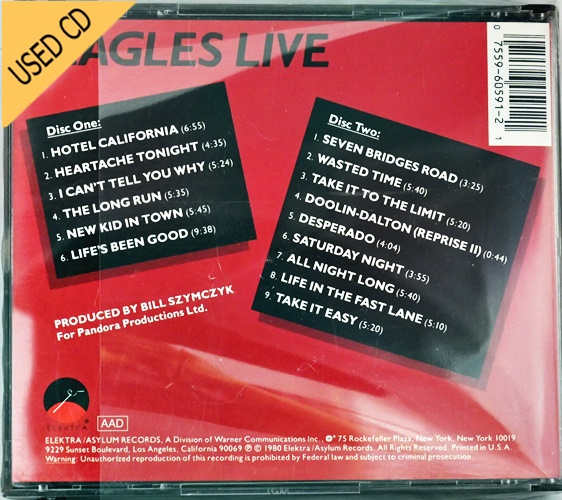 USED CD
EAGLES LIVE
0 7559-60591-2 1
Disc One:
1. HOTEL CALIFORNIA (6:55)
2. HEARTACHE TONIGHT (4:35)
3. I CAN'T TELL YOU WHY (5:24)
4. THE LONG RUN (5:35)
5. NEW KID IN TOWN (5:45)
6. LIFE'S BEEN GOOD (9:38)
Disc Two:
1. SEVEN BRIDGES ROAD (3:25)
2. WASTED TIME (5:40)
3. TAKE IT TO THE LIMIT (5:20)
4. DOOLIN-DALTON (REPRISE II) (0:44)
5. DESPERADO (4:04)
6. SATURDAY NIGHT (3:55)
7. ALL NIGHT LONG (5:40)
8. LIFE IN THE FAST LANE (5:10)
9. TAKE IT EASY (5:20)
PRODUCED BY BILL SZYMCZYK
For Pandora Productions Ltd.
ELEKTRA
AAD
ELEKTRA/ASYLUM RECORDS, A Division of Warner Communications Inc., 75 Rockefeller Plaza, New York, New York 10019
9229 Sunset Boulevard, Los Angeles, California 90069 ℗ © 1980 Elektra/Asylum Records. All Rights Reserved. Printed in U.S.A.
Warning: Unauthorized reproduction of this recording is prohibited by Federal law and subject to criminal prosecution.